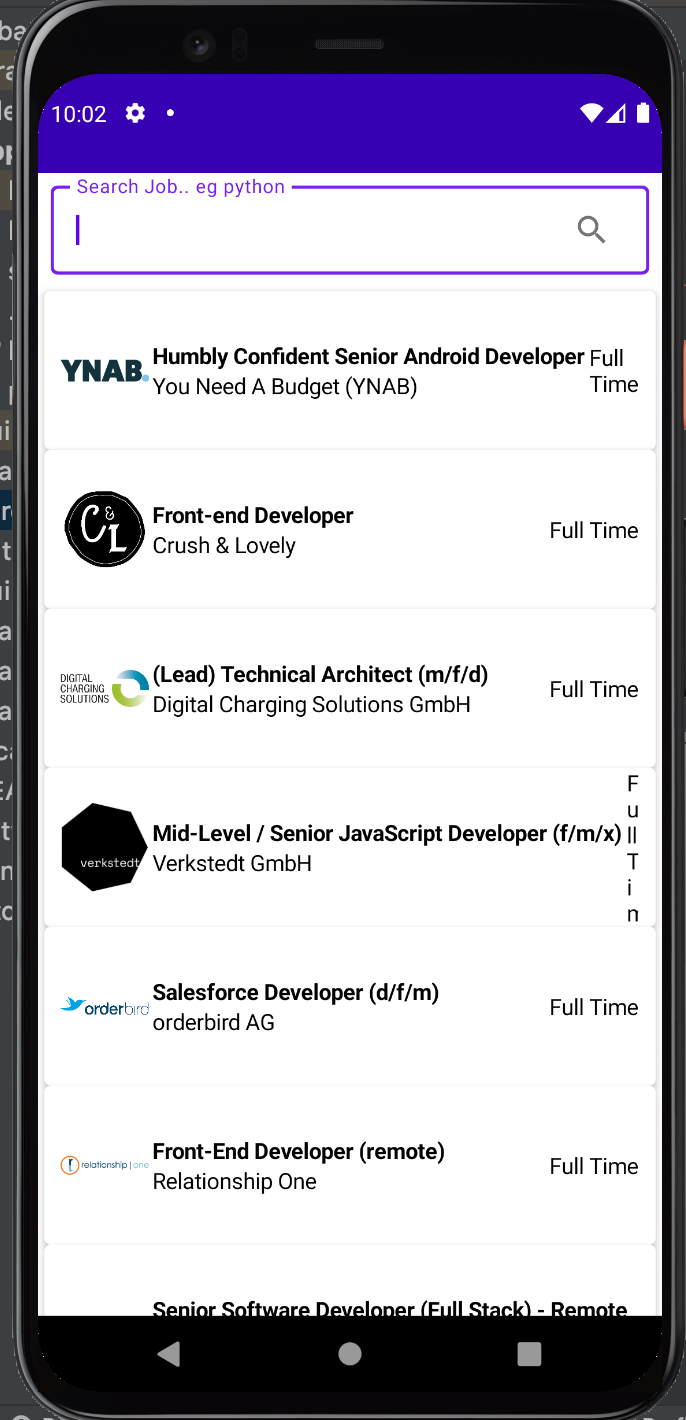 10:02
Search Job.. eg python
YNAB.
Humbly Confident Senior Android Developer
You Need A Budget (YNAB)
Full
Time
C&L
Front-end Developer
Crush & Lovely
Full Time
DIGITAL
CHARGING
SOLUTIONS
(Lead) Technical Architect (m/f/d)
Digital Charging Solutions GmbH
Full Time
verkstedt
Mid-Level / Senior JavaScript Developer (f/m/x)
Verkstedt GmbH
F
u
ll
T
i
m
orderbird
Salesforce Developer (d/f/m)
orderbird AG
Full Time
relationship | one
Front-End Developer (remote)
Relationship One
Full Time
Senior Software Developer (Full Stack) - Remote